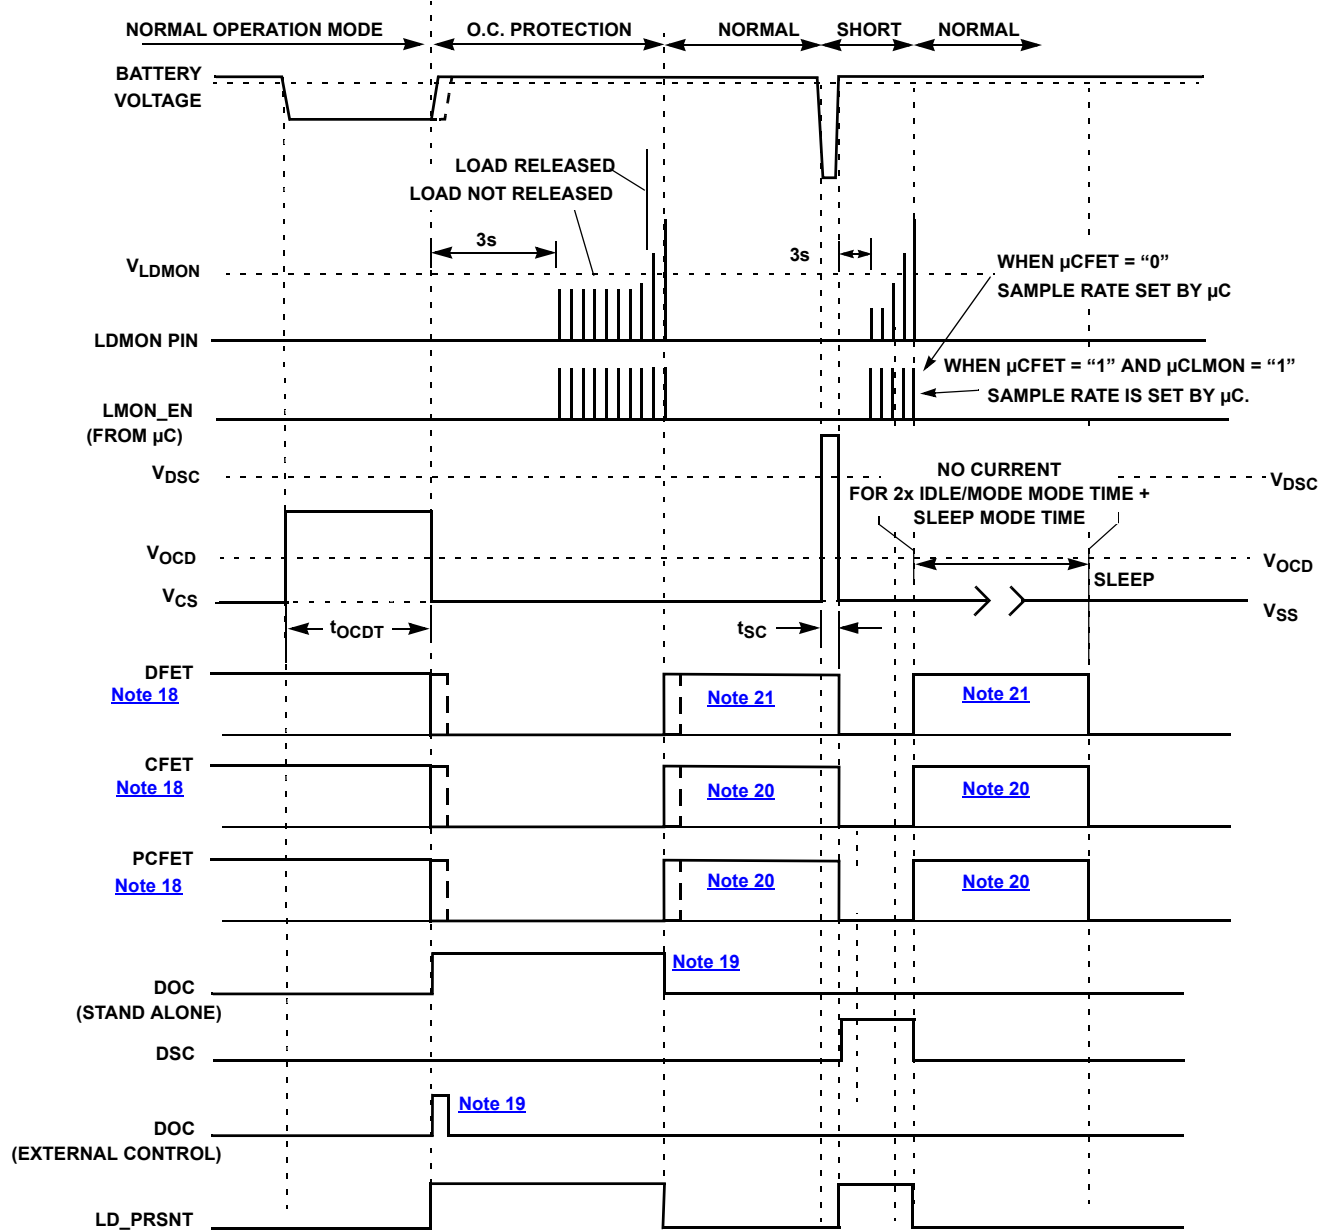 NORMAL OPERATION MODE
O.C. PROTECTION
NORMAL
SHORT
NORMAL
BATTERY
VOLTAGE
LOAD RELEASED
LOAD NOT RELEASED
3s
3s
VLDMON
WHEN µCFET = “0”
SAMPLE RATE SET BY µC
LDMON PIN
WHEN µCFET = “1” AND µCLMON = “1”
SAMPLE RATE IS SET BY µC.
LMON_EN
(FROM µC)
VDSC
NO CURRENT
FOR 2x IDLE/MODE MODE TIME +
SLEEP MODE TIME
VDSC
VOCD
VOCD
SLEEP
VCS
VSS
tOCDT
tSC
DFET
Note 18
Note 21
Note 21
CFET
Note 18
Note 20
Note 20
PCFET
Note 18
Note 20
Note 20
Note 19
DOC
(STAND ALONE)
DSC
Note 19
DOC
(EXTERNAL CONTROL)
LD_PRSNT